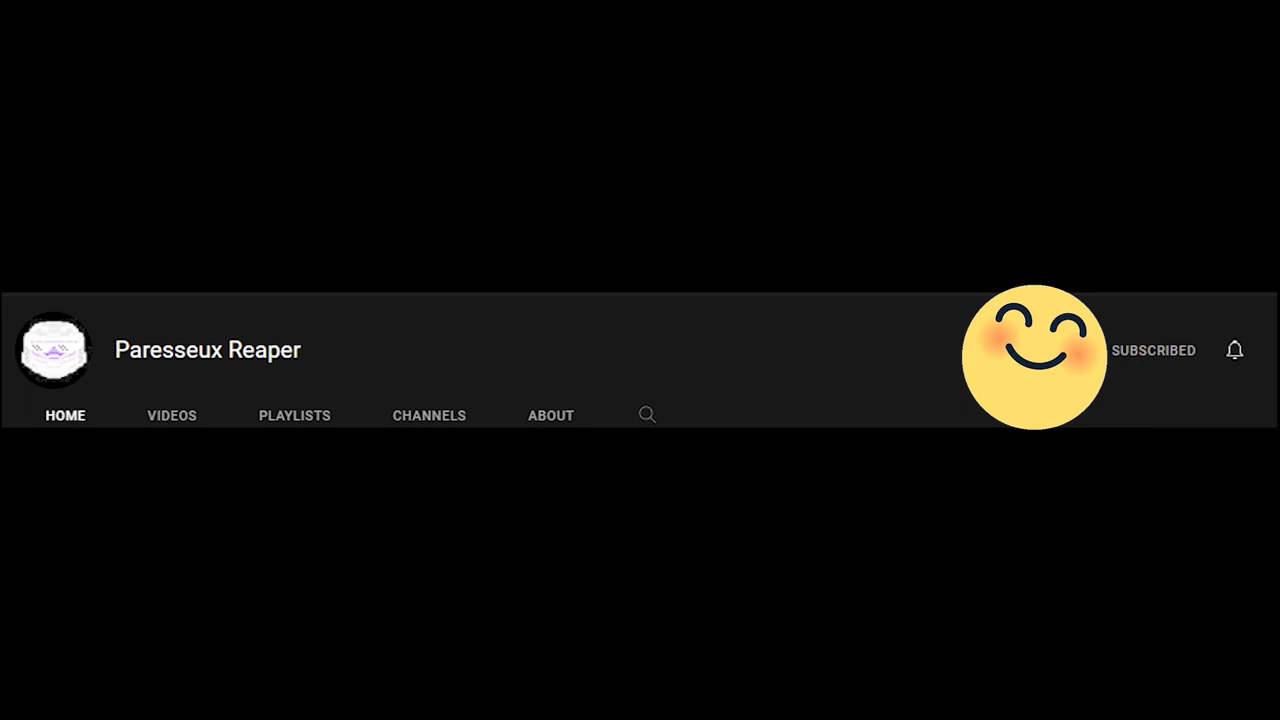 Paresseux Reaper
SUBSCRIBED
HOME VIDEOS PLAYLISTS CHANNELS ABOUT